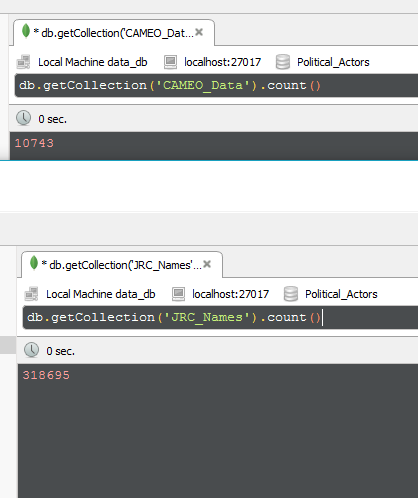 * db.getCollection('CAMEO_Dat...
Local Machine data_db localhost:27017 Political_Actors
db.getCollection('CAMEO_Data').count()
0 sec.
10743
* db.getCollection('JRC_Names'...
Local Machine data_db localhost:27017 Political_Actors
db.getCollection('JRC_Names').count()
0 sec.
318695